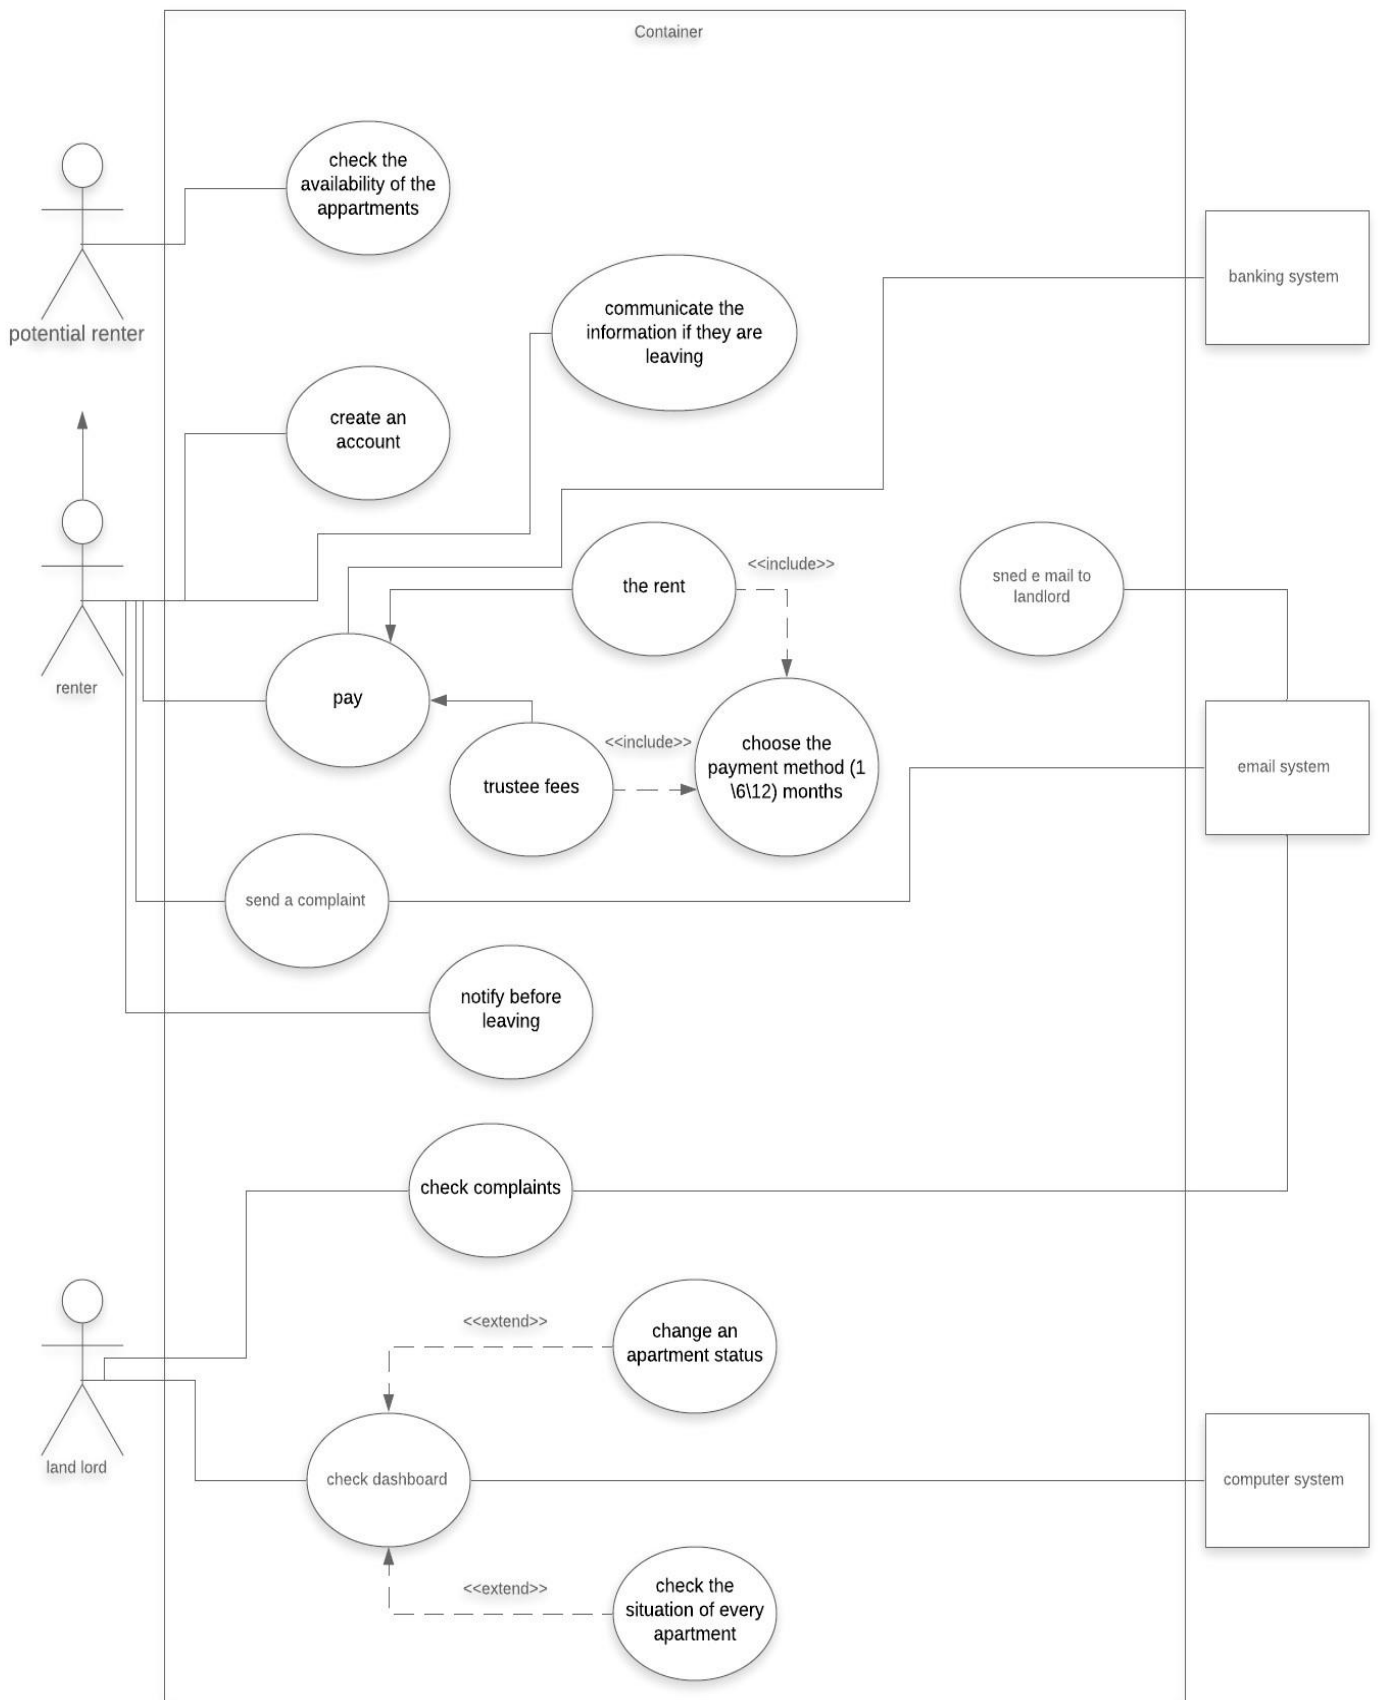 Container
check the
availability of the
appartments
potential renter
banking system
communicate the
information if they are
leaving
create an
account
renter
the rent
<<include>>
sned e mail to
landlord
pay
trustee fees
<<include>>
choose the
payment method (1
\6\12) months
email system
send a complaint
notify before
leaving
check complaints
<<extend>>
change an
apartment status
land lord
check dashboard
computer system
<<extend>>
check the
situation of every
apartment